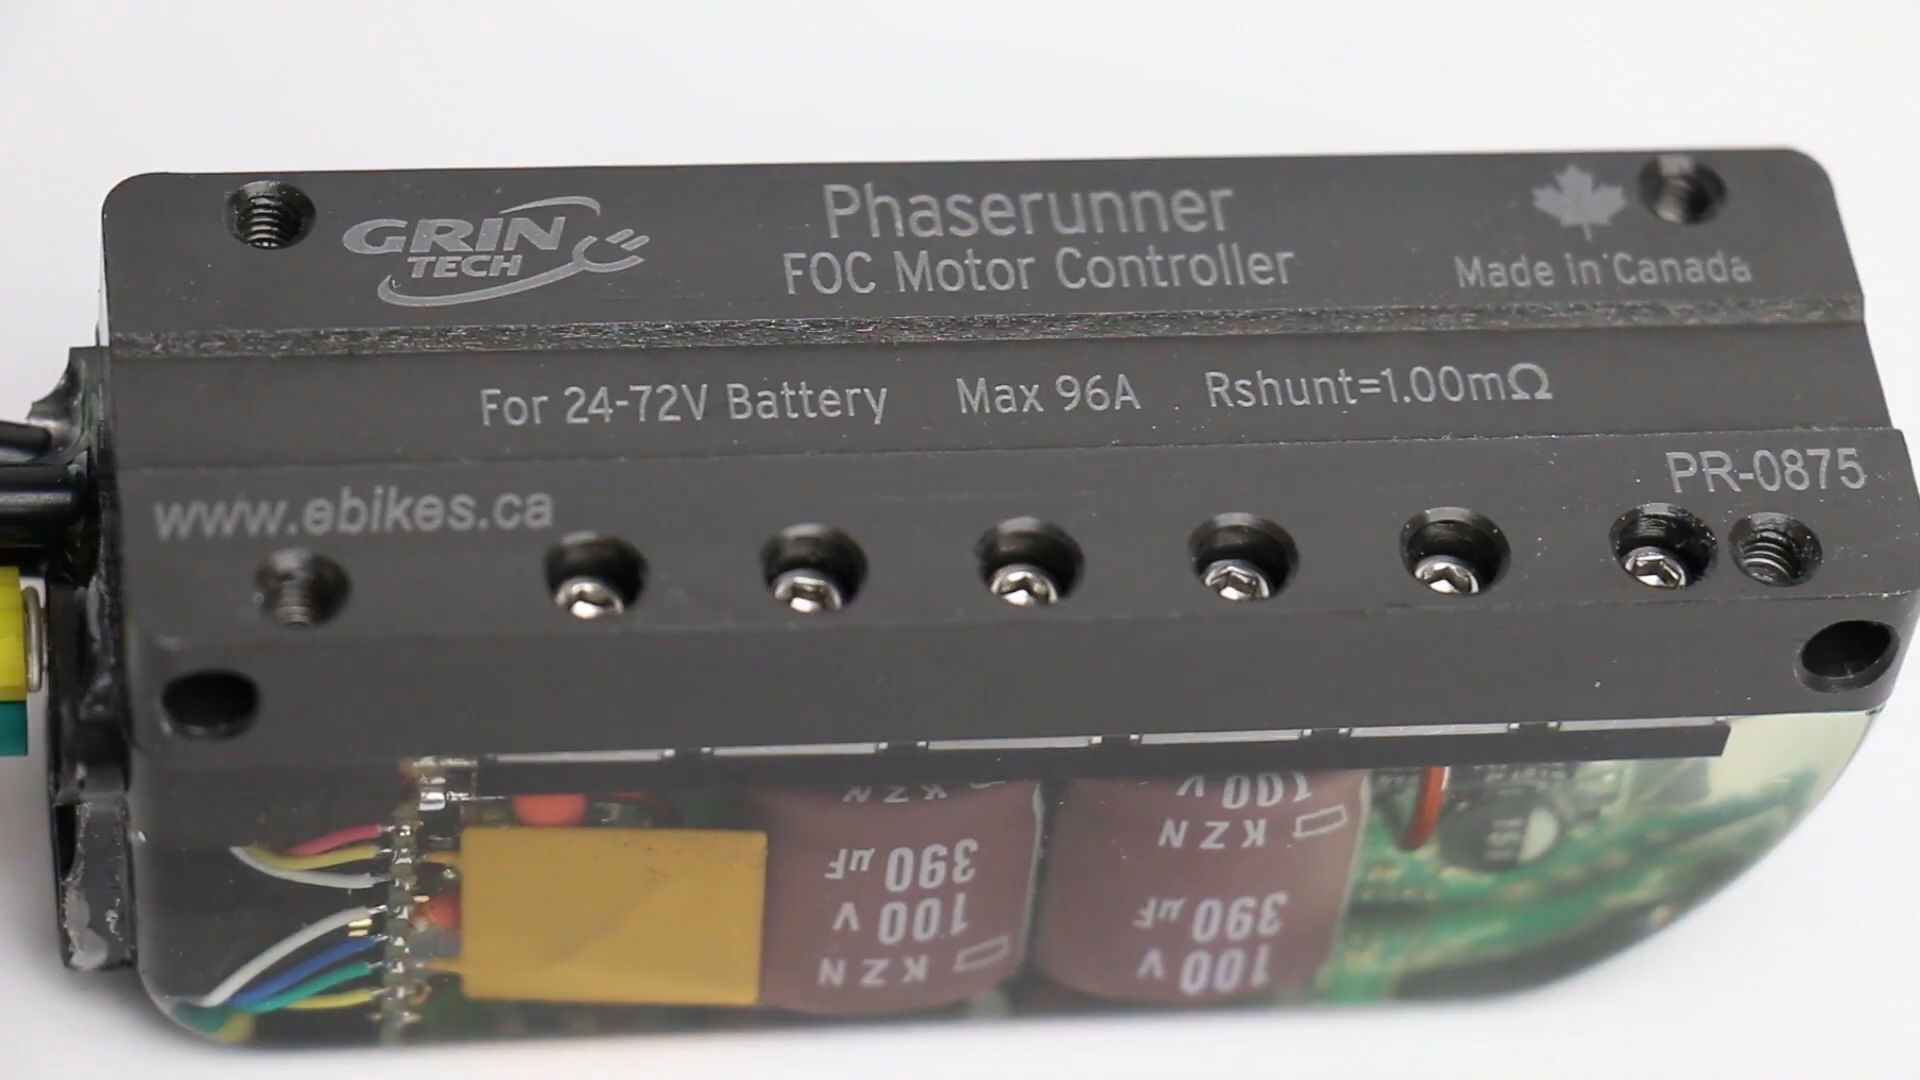 GRIN
TECH
Phaserunner
FOC Motor Controller
Made in Canada
For 24-72V Battery Max 96A Rshunt=1.00mΩ
www.ebikes.ca
PR-0875
KZN
390 µF
100 V
KZN
100 V
KZN
390 µF
100 V